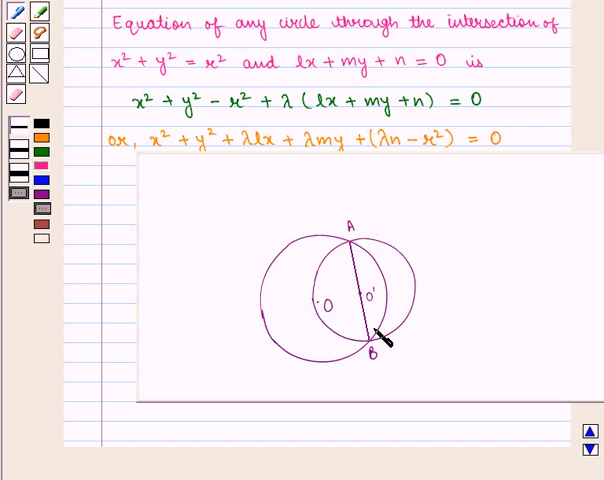 Equation of any circle through the intersection of
x² + y² = r² and lx + my + n = 0 is
x² + y² - r² + λ (lx + my + n) = 0
or, x² + y² + λlx + λmy + (λn - r²) = 0
A
O
O'
B